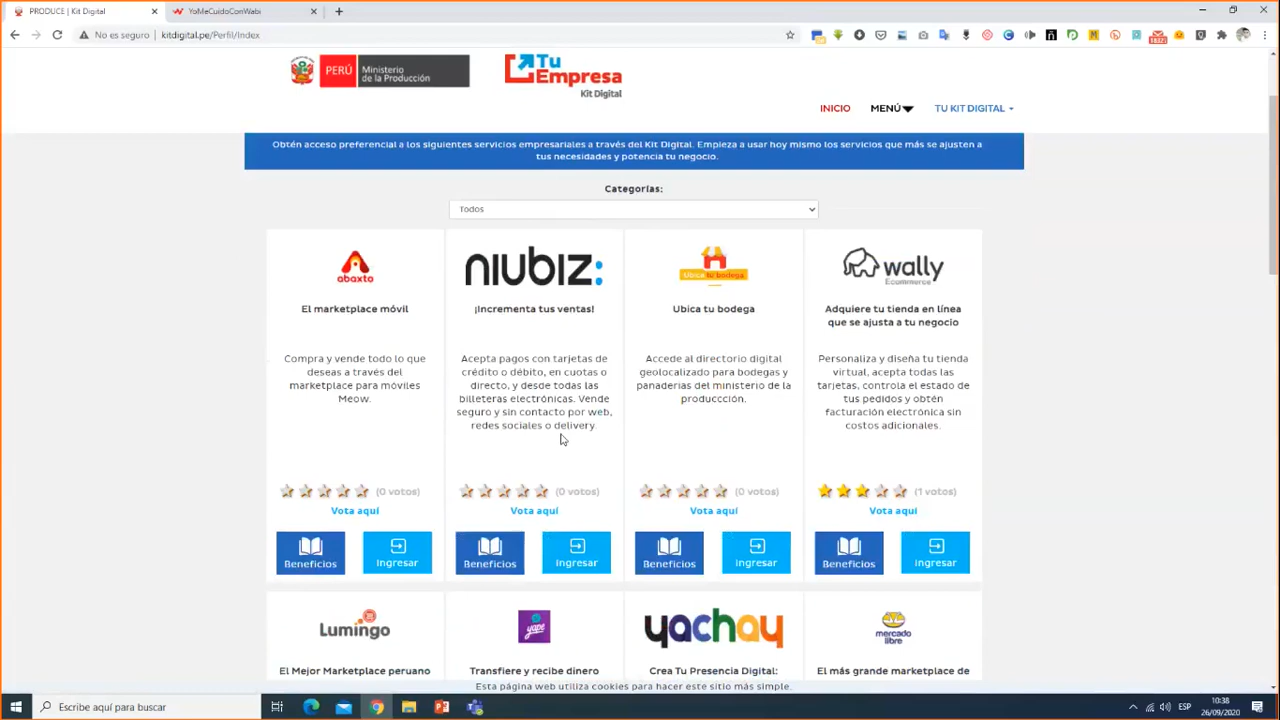 PRODUCE | Kit Digital
YoMeCuidoConWabi
No es seguro
kitdigital.pe/Perfil/Index
PERÚ
Ministerio
de la Producción
Tu
Empresa
Kit Digital
INICIO
MENÚ
TU KIT DIGITAL
Obtén acceso preferencial a los siguientes servicios empresariales a través del Kit Digital. Empieza a usar hoy mismo los servicios que más se ajusten a
tus necesidades y potencia tu negocio.
Categorías:
Todos
abaxto
El marketplace móvil
Compra y vende todo lo que
deseas a través del
marketplace para móviles
Meow.
(0 votos)
Vota aquí
Beneficios
Ingresar
niubiz:
¡Incrementa tus ventas!
Acepta pagos con tarjetas de
crédito o débito, en cuotas o
directo, y desde todas las
billeteras electrónicas. Vende
seguro y sin contacto por web,
redes sociales o delivery.
(0 votos)
Vota aquí
Beneficios
Ingresar
Ubica tu bodega
Ubica tu bodega
Accede al directorio digital
geolocalizado para bodegas y
panaderías del ministerio de la
produccción.
(0 votos)
Vota aquí
Beneficios
Ingresar
wally
Ecommerce
Adquiere tu tienda en línea
que se ajusta a tu negocio
Personaliza y diseña tu tienda
virtual, acepta todas las
tarjetas, controla el estado de
tus pedidos y obtén
facturación electrónica sin
costos adicionales.
(1 votos)
Vota aquí
Beneficios
Ingresar
Lumingo
El Mejor Marketplace peruano
yape
Transfiere y recibe dinero
yachay
Crea Tu Presencia Digital:
mercado
libre
El más grande marketplace de
Esta página web utiliza cookies para hacer este sitio más simple.
Escribe aquí para buscar
ESP
10:38
26/09/2020